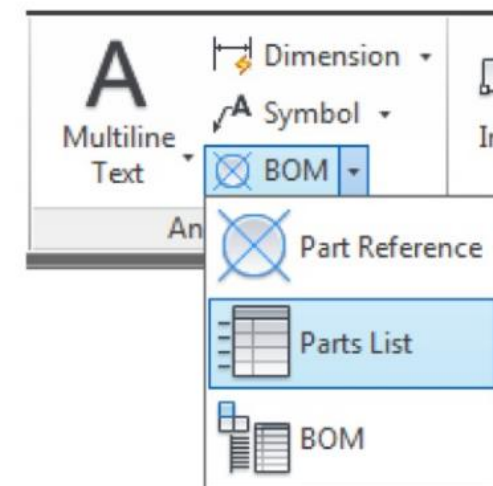 A
Multiline
Text
Dimension
A Symbol
BOM
An
Part Reference
Parts List
BOM